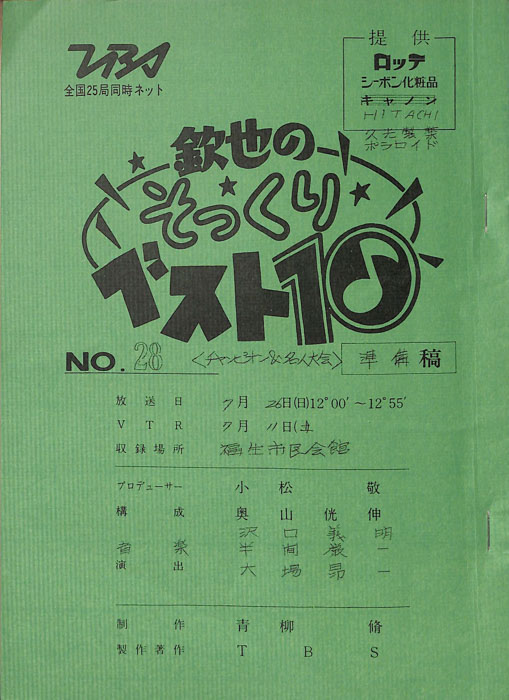 TBS
全国25局同時ネット
提供
ロッテ
シーボン化粧品
キヤノン
HITACHI
久光製薬
ポラロイド
欽也の
そっくり
ベスト10
NO. 28 <チャンピオン&名人大会> 準備稿
放送日 7月26日(日)12°00'~12°55'
VTR 7月11日(土
収録場所 福生市民会館
プロデューサー 小松敬
構成 奥山侊伸
沢口義明
音楽 半間巌一
演出 大場昂一
制作 青柳脩
製作著作 TBS